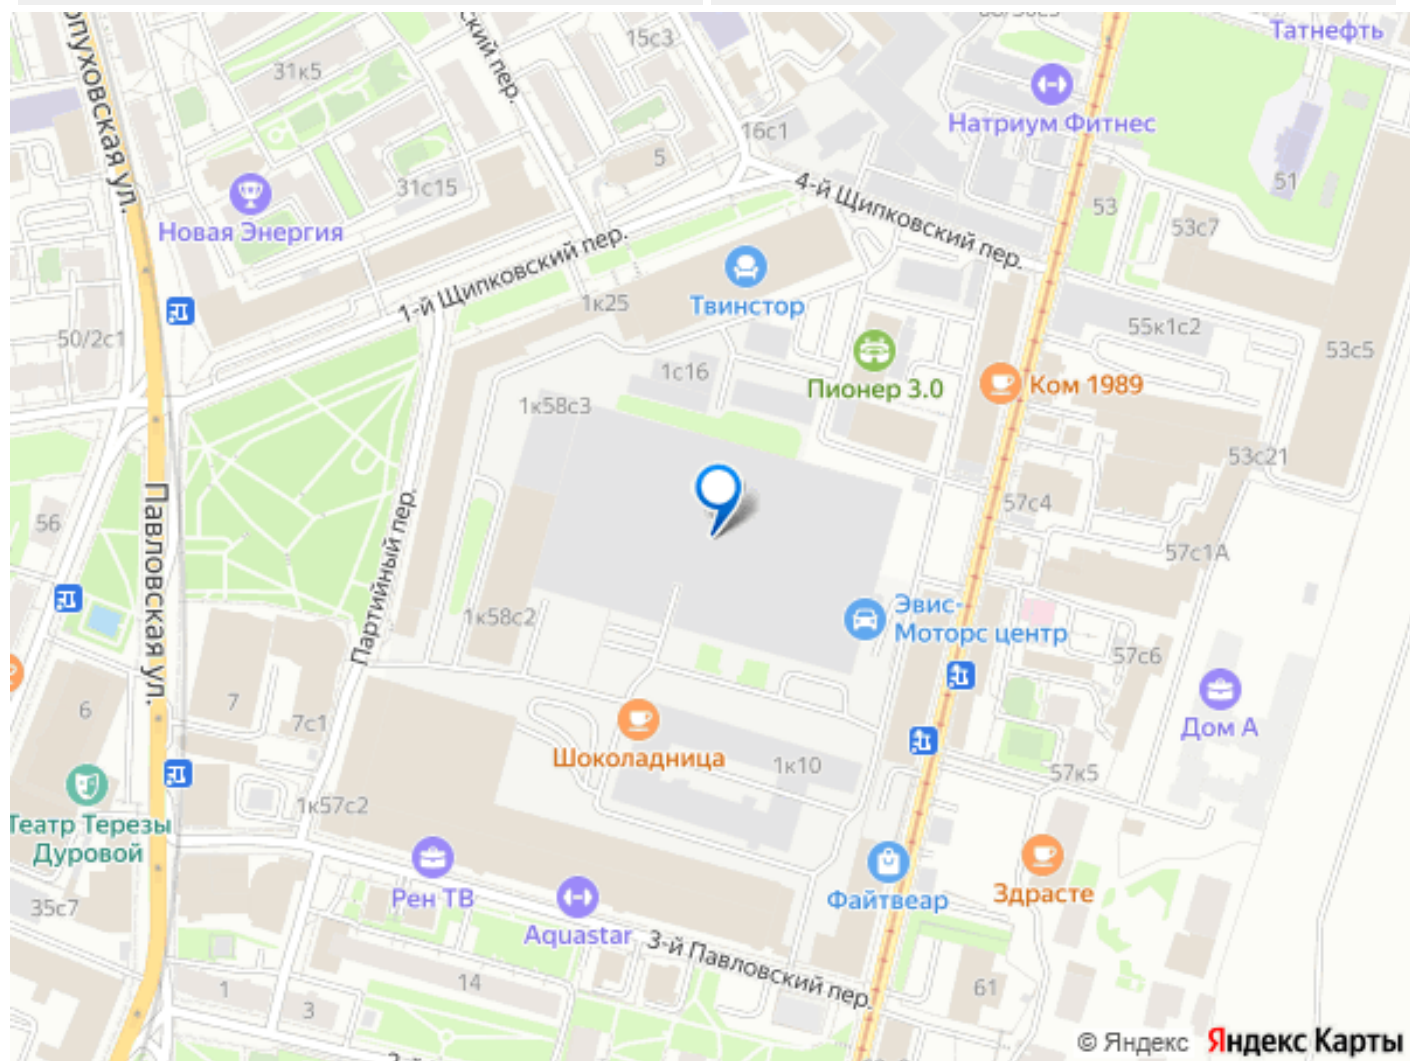 Татнефть
15с3
31к5
Натриум Фитнес
16с1
5
31с15
51
4-й Щипковский пер.
53
53с7
Новая Энергия
1-й Щипковский пер.
1к25
Твинстор
50/2с1
55к1с2
53с5
1с16
Пионер 3.0
Ком 1989
1к58с3
53с21
57с4
56
Павловская ул.
Партийный пер.
57с1А
1к58с2
Эвис-
Моторс центр
57с6
6
7
7с1
Шоколадница
1к10
Дом А
57к5
1к57с2
Театр Терезы
Дуровой
Рен ТВ
Файтвеар
Здрасте
35с7
Aquastar
3-й Павловский пер.
14
1
3
61
© Яндекс
Яндекс Карты